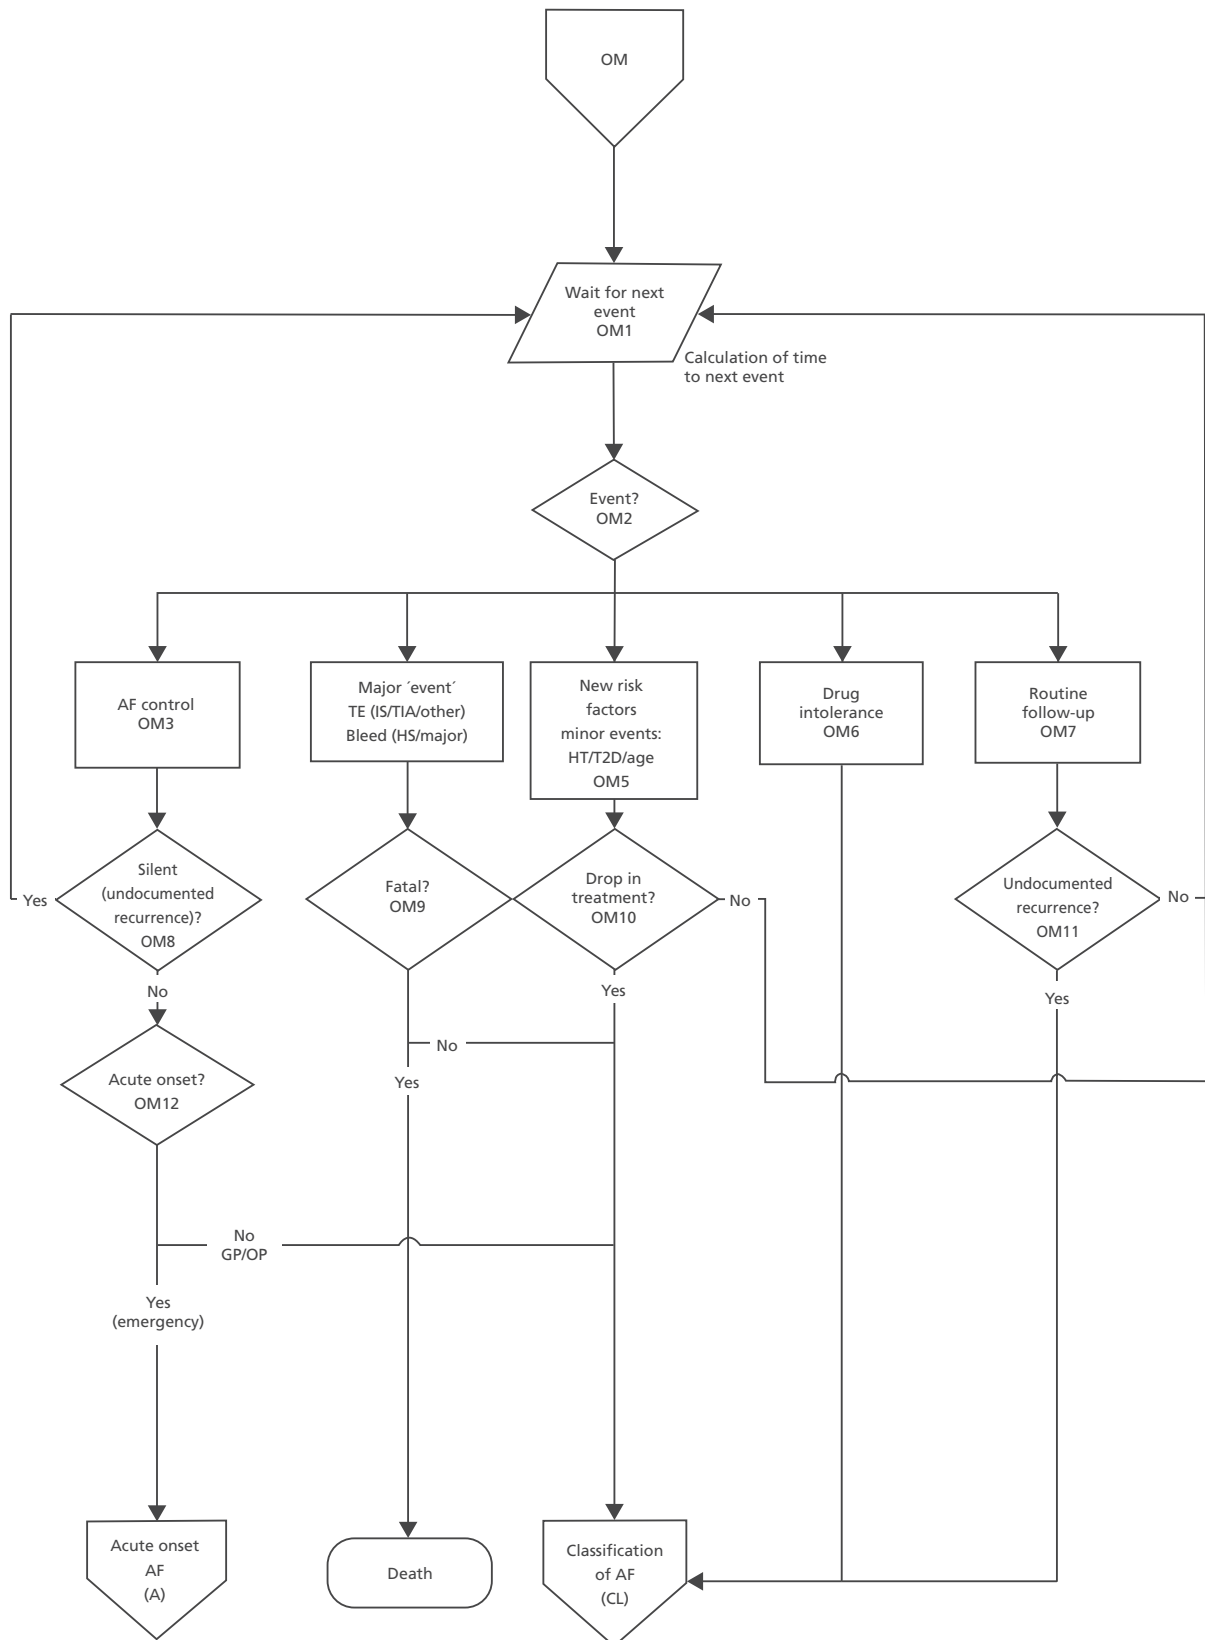 OM
Wait for next
event
OM1
Calculation of time
to next event
Event?
OM2
AF control
OM3
Major ´event´
TE (IS/TIA/other)
Bleed (HS/major)
New risk
factors
minor events:
HT/T2D/age
OM5
Drug
intolerance
OM6
Routine
follow-up
OM7
Silent
(undocumented
recurrence)?
OM8
Yes
No
Fatal?
OM9
Drop in
treatment?
OM10
No
Yes
Undocumented
recurrence?
OM11
No
Yes
Acute onset?
OM12
No
Yes
No
GP/OP
Yes
(emergency)
Acute onset
AF
(A)
Death
Classification
of AF
(CL)